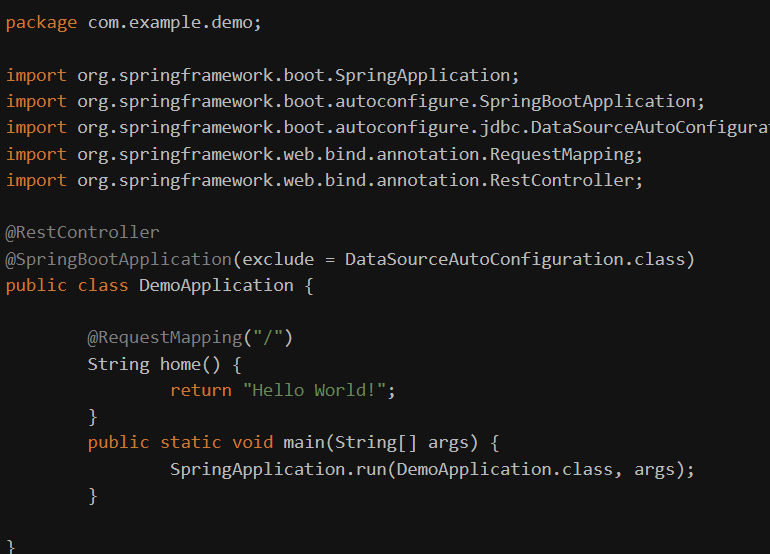 package com.example.demo;
import org.springframework.boot.SpringApplication;
import org.springframework.boot.autoconfigure.SpringBootApplication;
import org.springframework.boot.autoconfigure.jdbc.DataSourceAutoConfigurat
import org.springframework.web.bind.annotation.RequestMapping;
import org.springframework.web.bind.annotation.RestController;
@RestController
@SpringBootApplication(exclude = DataSourceAutoConfiguration.class)
public class DemoApplication {
@RequestMapping("/")
String home() {
return "Hello World!";
}
public static void main(String[] args) {
SpringApplication.run(DemoApplication.class, args);
}
}